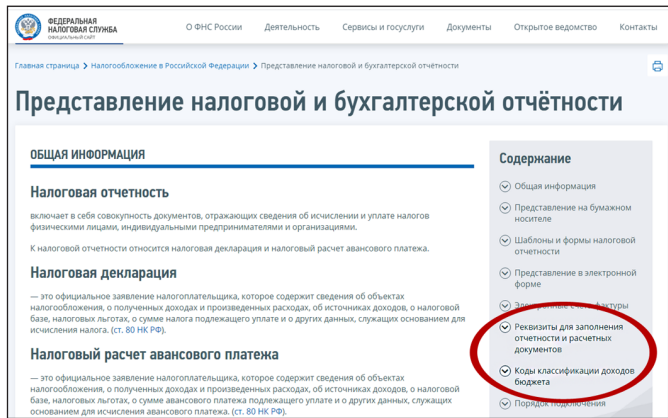 ФЕДЕРАЛЬНАЯ
НАЛОГОВАЯ СЛУЖБА
ОФИЦИАЛЬНЫЙ САЙТ
О ФНС России Деятельность Сервисы и госуслуги Документы Открытое ведомство Контакты
Главная страница Налогообложение в Российской Федерации Представление налоговой и бухгалтерской отчётности
Представление налоговой и бухгалтерской отчётности
ОБЩАЯ ИНФОРМАЦИЯ
Налоговая отчетность
включает в себя совокупность документов, отражающих сведения об исчислении и уплате налогов
физическими лицами, индивидуальными предпринимателями и организациями.
К налоговой отчетности относится налоговая декларация и налоговый расчет авансового платежа.
Налоговая декларация
— это официальное заявление налогоплательщика, которое содержит сведения об объектах
налогообложения, о полученных доходах и произведенных расходах, об источниках доходов, о налоговой
базе, налоговых льготах, о сумме налога подлежащего уплате и о других данных, служащих основанием для
исчисления налога. (ст. 80 НК РФ).
Налоговый расчет авансового платежа
— это официальное заявление налогоплательщика, которое содержит сведения об объектах
налогообложения, о полученных доходах и произведенных расходах, об источниках доходов, о налоговой
базе, налоговых льготах, о сумме авансового платежа подлежащего уплате и о других данных, служащих
основанием для исчисления авансового платежа. (ст. 80 НК РФ).
Содержание
Общая информация
Представление на бумажном
носителе
Шаблоны и формы налоговой
отчетности
Представление в электронной
форме
Электронные счета-фактуры
Реквизиты для заполнения
отчетности и расчетных
документов
Коды классификации доходов
бюджета
Порядок подключения